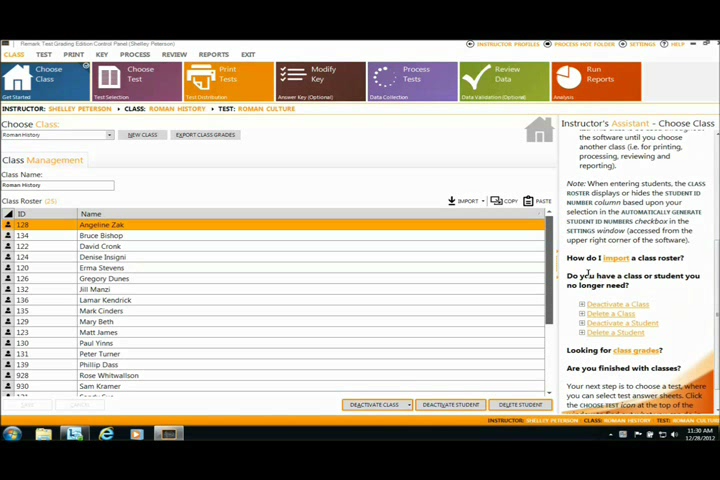 Remark Test Grading Edition Control Panel (Shelley Peterson)
INSTRUCTOR PROFILES
PROCESS HOT FOLDER
SETTINGS
HELP
CLASS TEST PRINT KEY PROCESS REVIEW REPORTS EXIT
Choose Class
Get Started
Choose Test
Test Selection
Print Tests
Test Distribution
Modify Key
Answer Key (Optional)
Process Tests
Data Collection
Review Data
Data Validation (Optional)
Run Reports
Analysis
INSTRUCTOR: SHELLEY PETERSON CLASS: ROMAN HISTORY TEST: ROMAN CULTURE
Choose Class:
Roman History
NEW CLASS
EXPORT CLASS GRADES
Class Management
Class Name:
Roman History
Class Roster (25)
IMPORT
COPY
PASTE
ID Name
128 Angeline Zak
134 Bruce Bishop
122 David Cronk
124 Denise Insigni
120 Erma Stevens
126 Gregory Dunes
132 Jill Manzi
136 Lamar Kendrick
135 Mark Cinders
129 Mary Beth
123 Matt James
130 Paul Yinns
131 Peter Turner
139 Phillip Dass
928 Rose Whitwallson
930 Sam Kramer
DEACTIVATE CLASS
DEACTIVATE STUDENT
DELETE STUDENT
Instructor's Assistant - Choose Class
the software until you choose
another class (i.e. for printing,
processing, reviewing and
reporting).
Note: When entering students, the CLASS
ROSTER displays or hides the STUDENT ID
NUMBER column based upon your
selection in the AUTOMATICALLY GENERATE
STUDENT ID NUMBERS checkbox in the
SETTINGS window (accessed from the
upper right corner of the software).
How do I import a class roster?
Do you have a class or student you
no longer need?
Deactivate a Class
Delete a Class
Deactivate a Student
Delete a Student
Looking for class grades?
Are you finished with classes?
Your next step is to choose a test, where
you can select test answer sheets. Click
the CHOOSE TEST icon at the top of the
INSTRUCTOR: SHELLEY PETERSON CLASS: ROMAN HISTORY TEST: ROMAN CULTURE
11:30 AM
12/28/2012